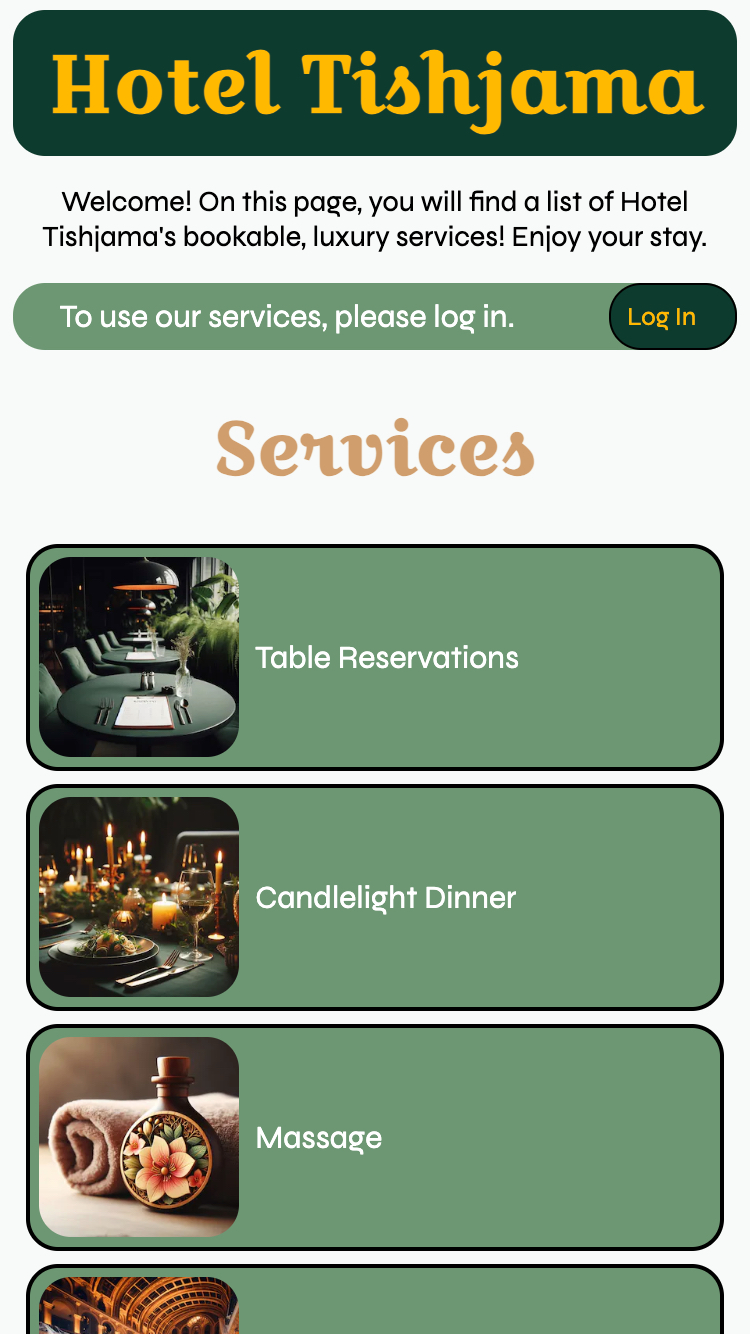 Hotel Tishjama
Welcome! On this page, you will find a list of Hotel
Tishjama's bookable, luxury services! Enjoy your stay.
To use our services, please log in.
Log In
Services
Table Reservations
Candlelight Dinner
Massage